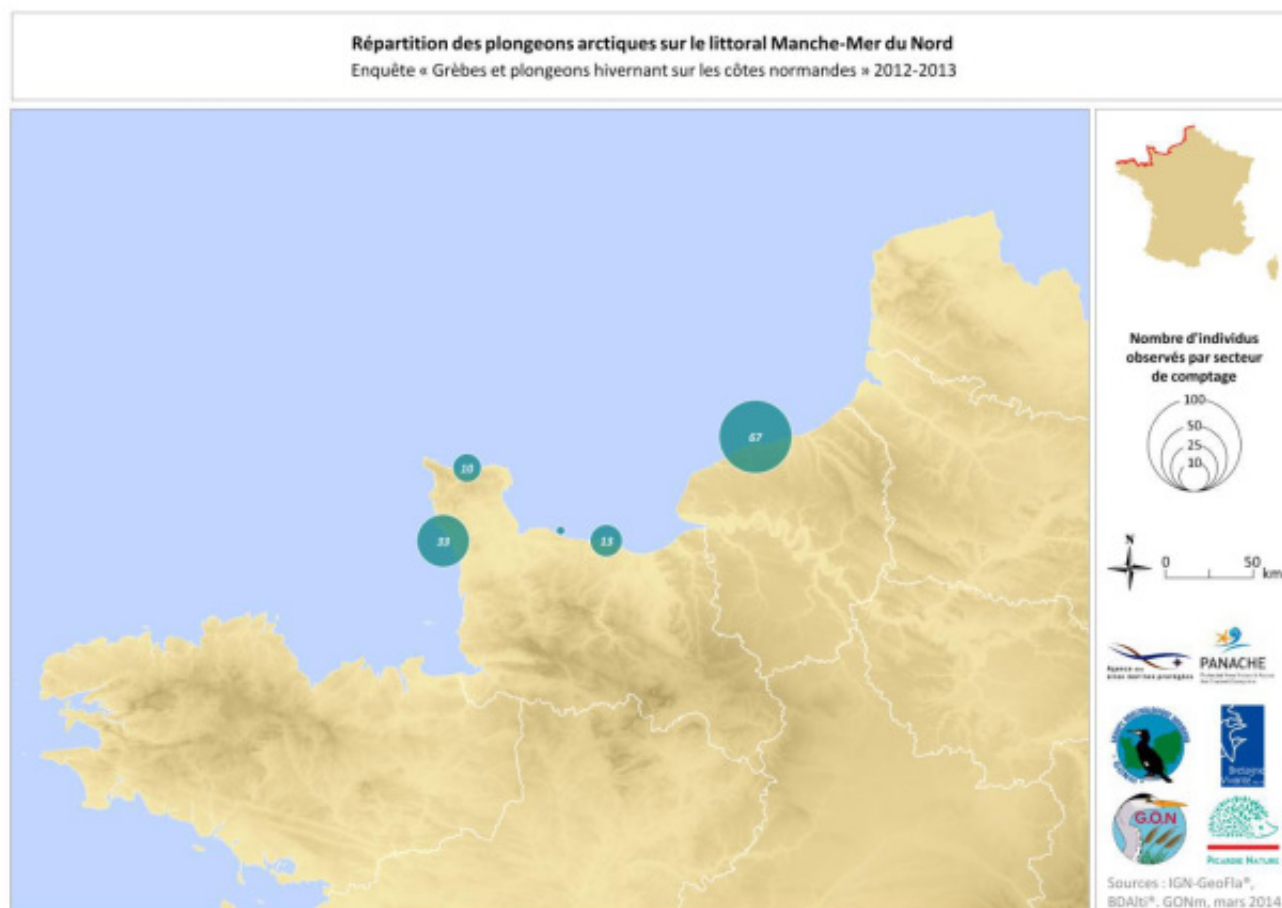 Répartition des plongeons arctiques sur le littoral Manche-Mer du Nord
Enquête « Grèbes et plongeons hivernant sur les côtes normandes » 2012-2013
67
10
33
13
Nombre d'individus
observés par secteur
de comptage
100
50
25
10
N
0 50
km
PANACHE
Bretagne
Vivante
G.O.N
PICARDIE NATURE
Sources : IGN-GeoFla®,
BDAlti®, GONm, mars 2014